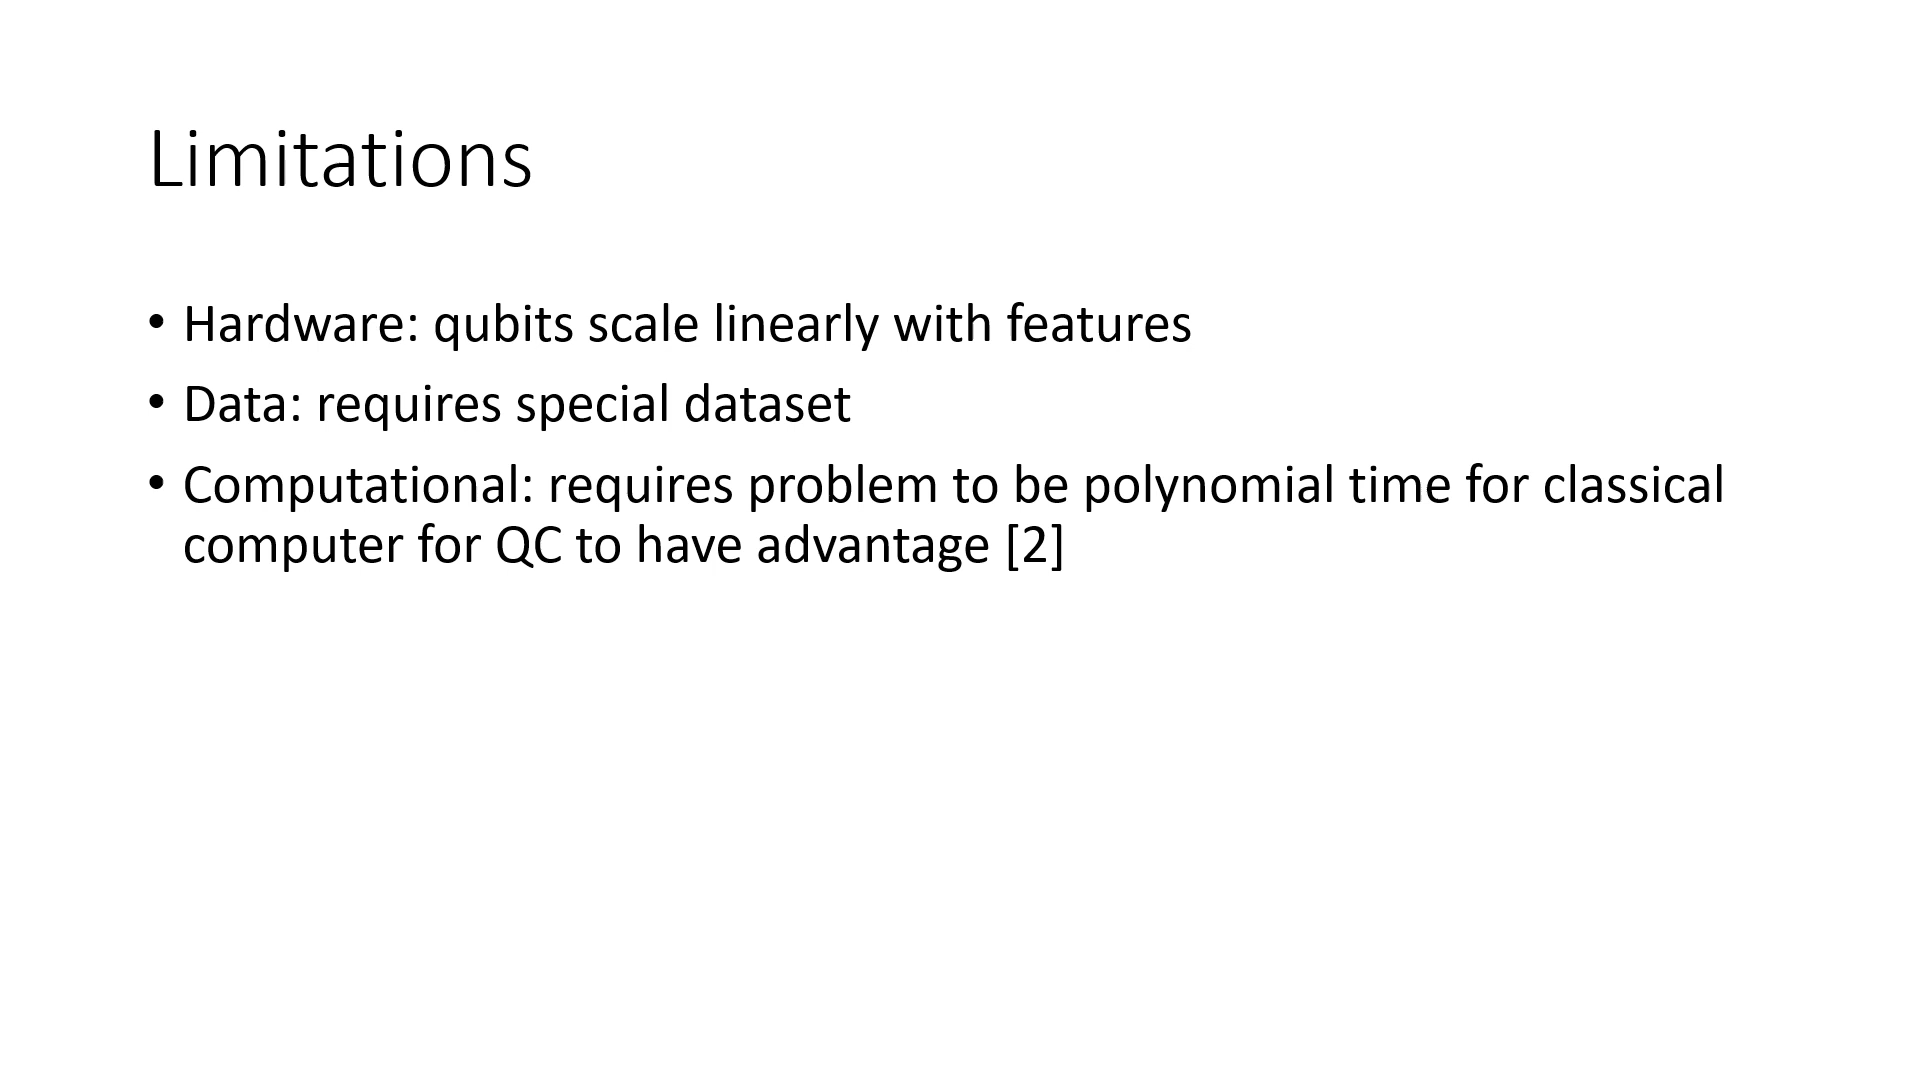 Limitations
• Hardware: qubits scale linearly with features
• Data: requires special dataset
• Computational: requires problem to be polynomial time for classical
computer for QC to have advantage [2]